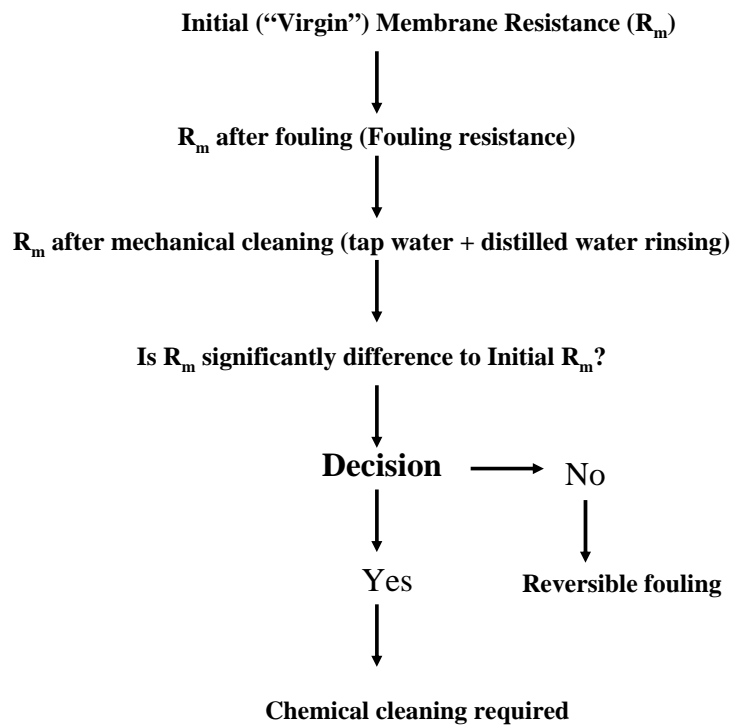 Initial (“Virgin”) Membrane Resistance (Rm)
Rm after fouling (Fouling resistance)
Rm after mechanical cleaning (tap water + distilled water rinsing)
Is Rm significantly difference to Initial Rm?
Decision
No
Yes
Reversible fouling
Chemical cleaning required